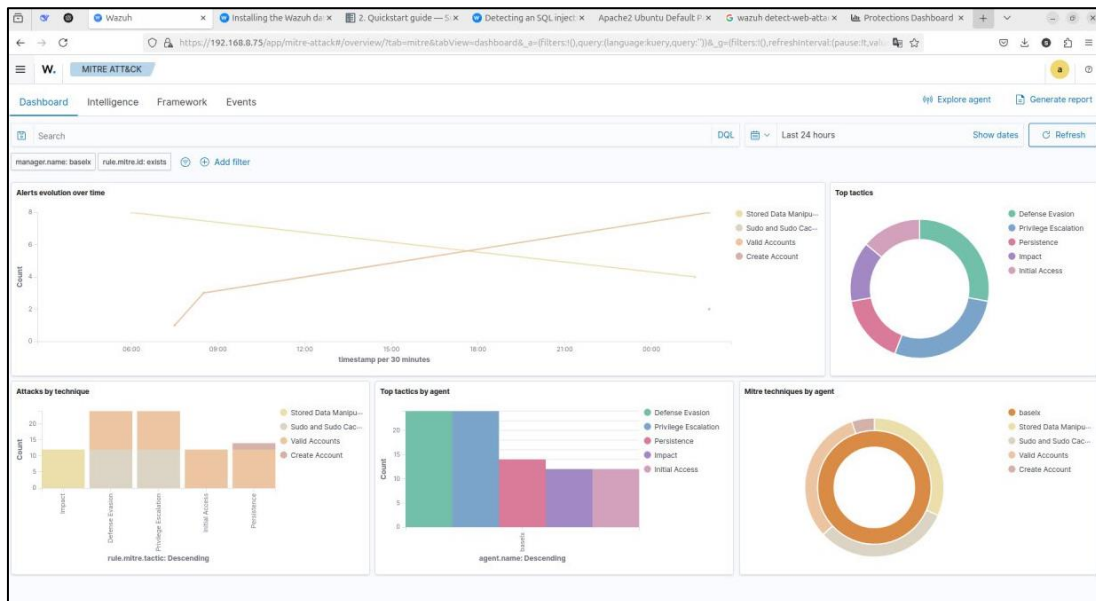 Wazuh
Installing the Wazuh da
2. Quickstart guide — S
Detecting an SQL inject
Apache2 Ubuntu Default P
wazuh detect-web-atta
Protections Dashboard
https://192.168.8.75/app/mitre-attack#/overview/?tab=mitre&tabView=dashboard&_a=(filters:!(),query:(language:kuery,query:''))&_g=(filters:!(),refreshInterval:(pause:!t,valu
W.
MITRE ATT&CK
a
Dashboard
Intelligence
Framework
Events
Explore agent
Generate report
Search
DQL
Last 24 hours
Show dates
Refresh
manager.name: baselx
rule.mitre.id: exists
Add filter
Alerts evolution over time
8
6
4
2
0
Count
06:00
09:00
12:00
15:00
18:00
21:00
00:00
timestamp per 30 minutes
Stored Data Manipu--
Sudo and Sudo Cac--
Valid Accounts
Create Account
Top tactics
Defense Evasion
Privilege Escalation
Persistence
Impact
Initial Access
Attacks by technique
20
15
10
5
0
Count
Impact
Defense Evasion
Privilege Escalation
Initial Access
Persistence
rule.mitre.tactic: Descending
Stored Data Manipu--
Sudo and Sudo Cac--
Valid Accounts
Create Account
Top tactics by agent
20
15
10
5
0
Count
baselx
agent.name: Descending
Defense Evasion
Privilege Escalation
Persistence
Impact
Initial Access
Mitre techniques by agent
baselx
Stored Data Manipu--
Sudo and Sudo Cac--
Valid Accounts
Create Account